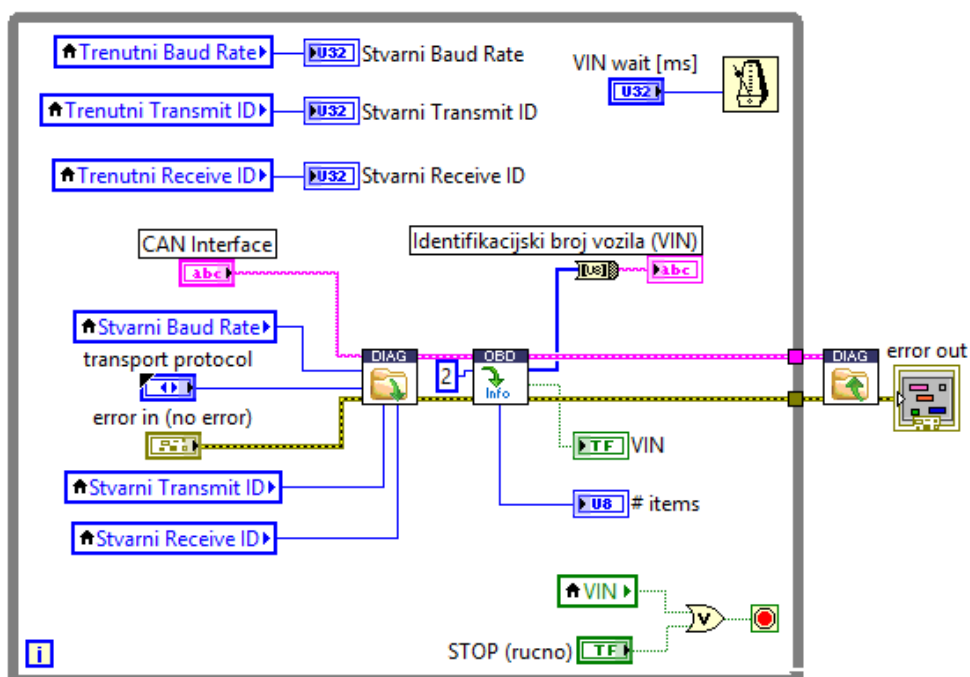 Trenutni Baud Rate
U32
Stvarni Baud Rate
VIN wait [ms]
U32
Trenutni Transmit ID
U32
Stvarni Transmit ID
Trenutni Receive ID
U32
Stvarni Receive ID
CAN Interface
abc
Identifikacijski broj vozila (VIN)
[U8]
abc
Stvarni Baud Rate
transport protocol
DIAG
2
OBD
Info
DIAG
error out
error in (no error)
TF
VIN
Stvarni Transmit ID
U8
# items
Stvarni Receive ID
VIN
V
STOP (rucno)
TF
i